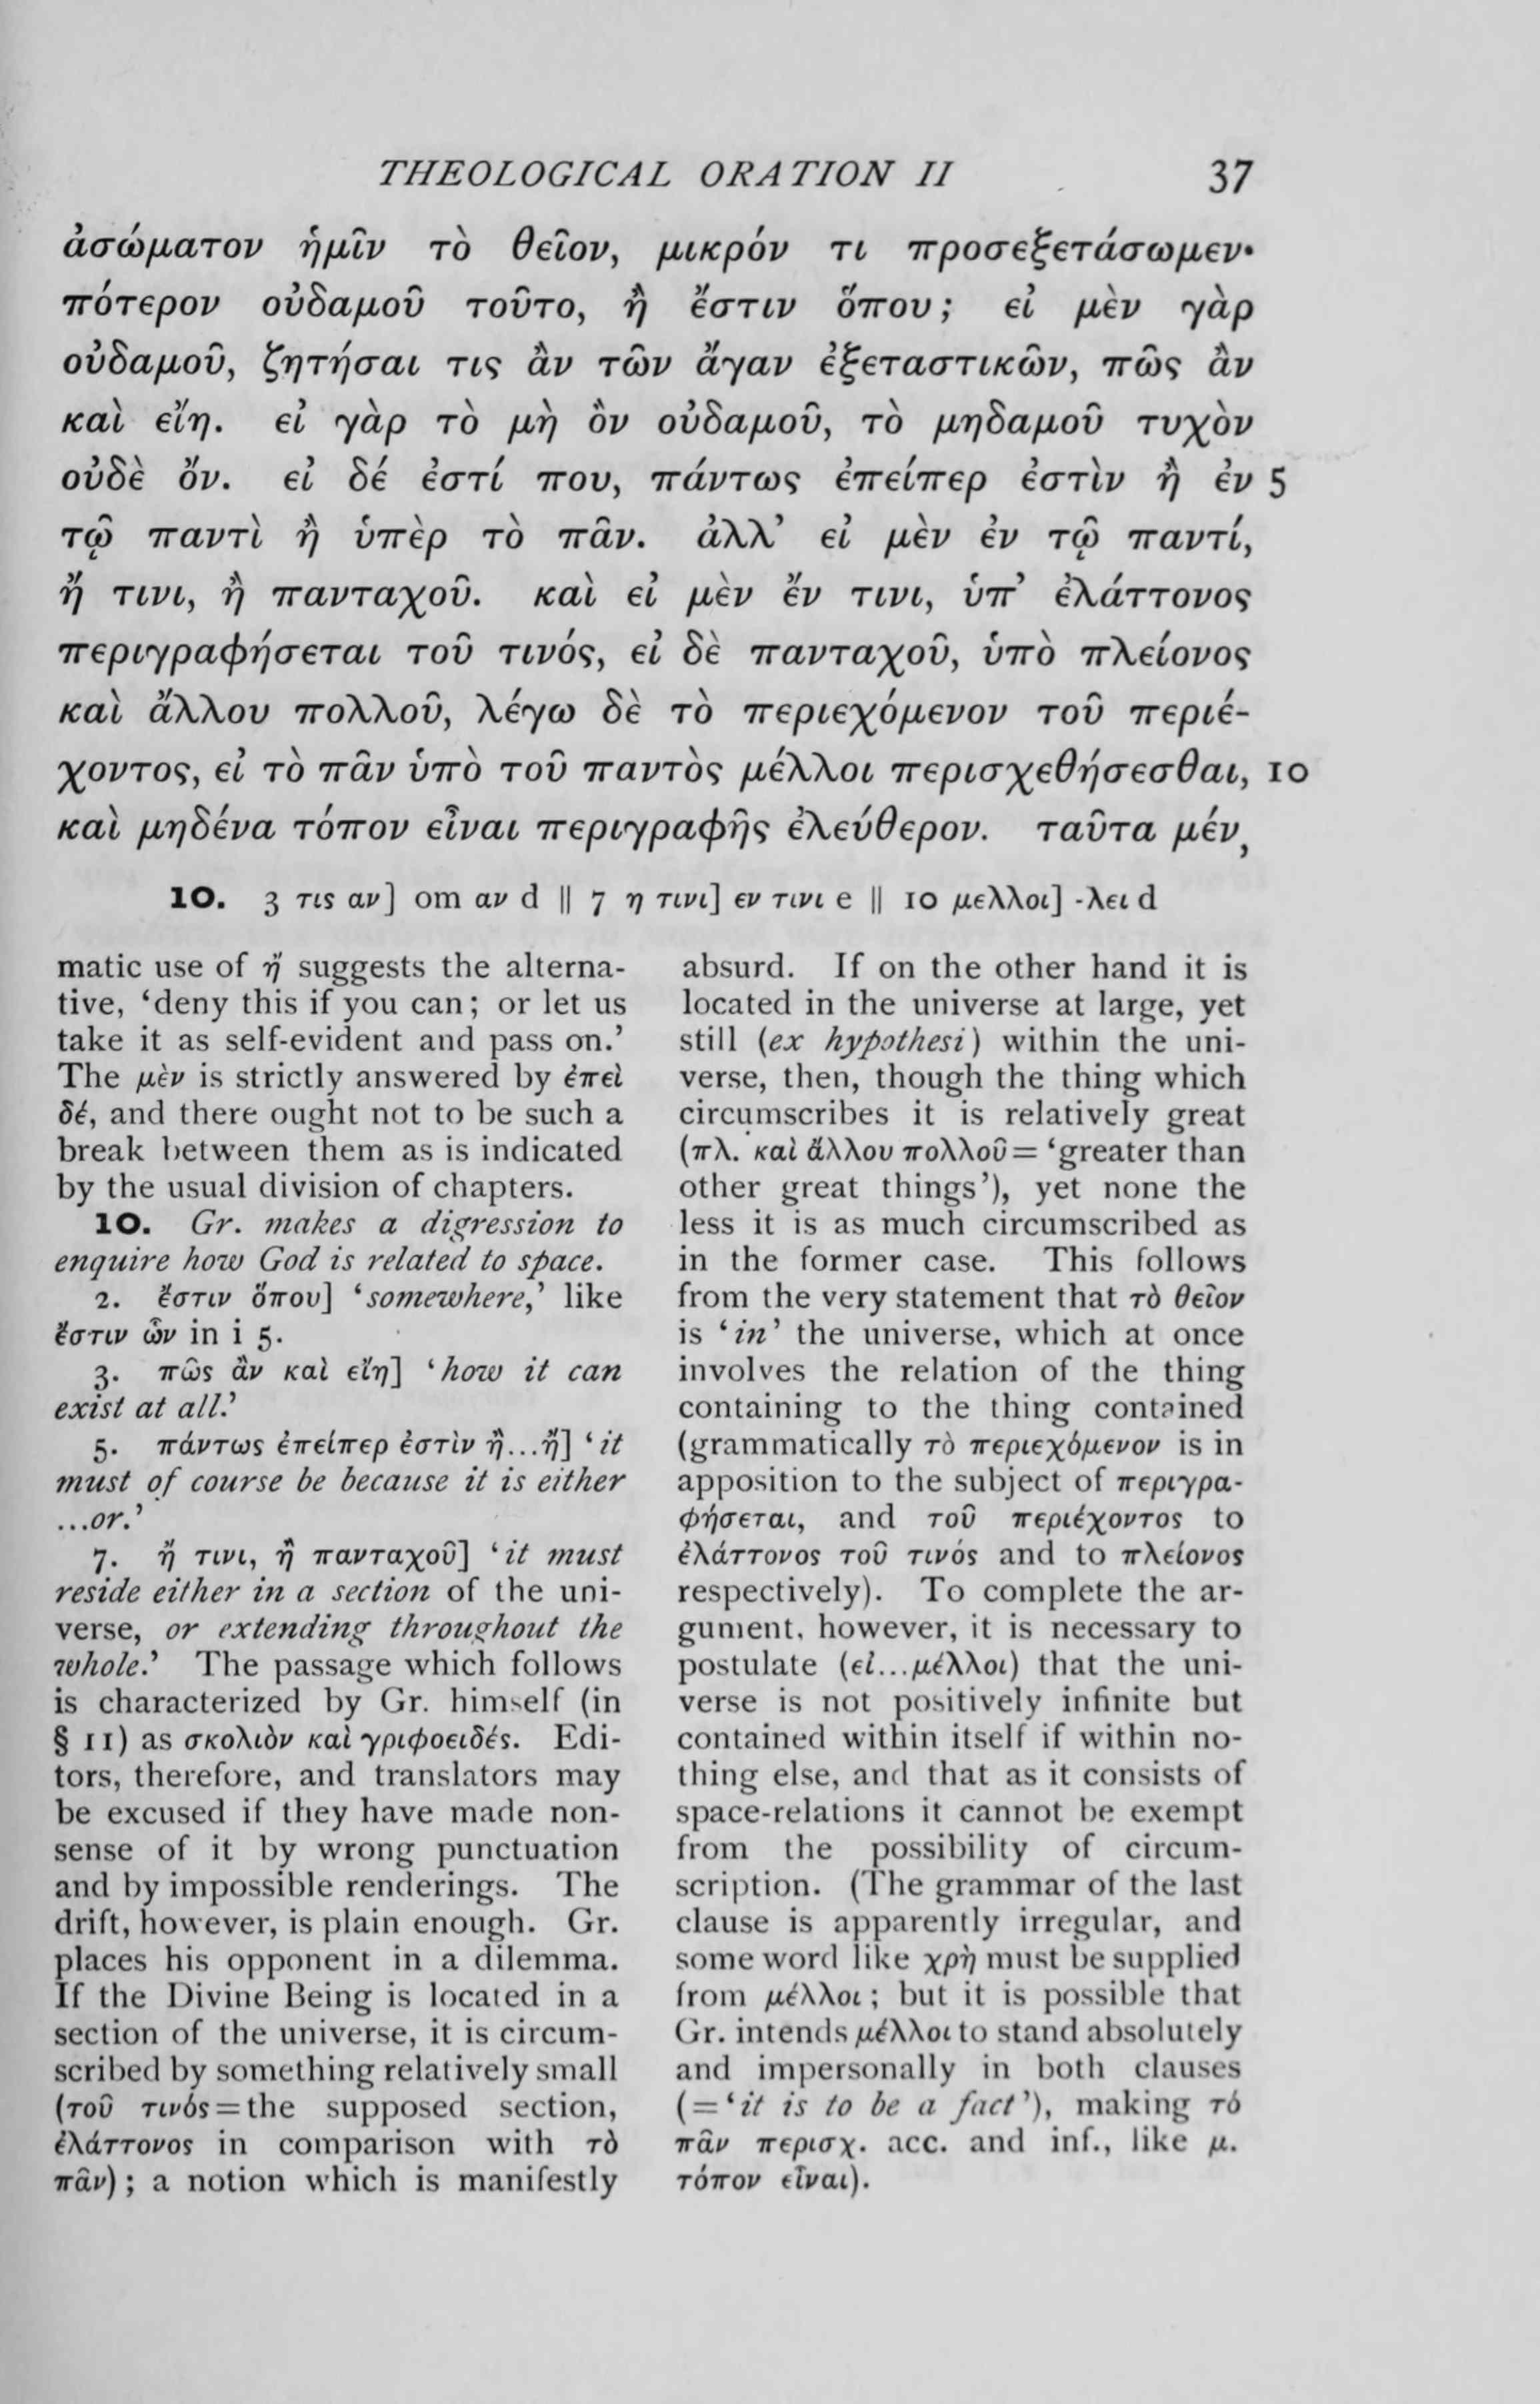 THEOLOGICAL ORATION II 37
ἀσώματον ἡμῖν τὸ θεῖον, μικρόν τι προσεξετάσωμεν·
πότερον οὐδαμοῦ τοῦτο, ἢ ἔστιν ὅπου; εἰ μὲν γὰρ
οὐδαμοῦ, ζητήσαι τις ἂν τῶν ἄγαν ἐξεταστικῶν, πῶς ἂν
καὶ εἴη. εἰ γὰρ τὸ μὴ ὂν οὐδαμοῦ, τὸ μηδαμοῦ τυχὸν
οὐδὲ ὄν. εἰ δέ ἐστί που, πάντως ἐπείπερ ἐστὶν ἢ ἐν 5
τῷ παντὶ ἢ ὑπὲρ τὸ πᾶν. ἀλλ’ εἰ μὲν ἐν τῷ παντί,
ἤ τινι, ἢ πανταχοῦ. καὶ εἰ μὲν ἔν τινι, ὑπ’ ἐλάττονος
περιγραφήσεται τοῦ τινός, εἰ δὲ πανταχοῦ, ὑπὸ πλείονος
καὶ ἄλλου πολλοῦ, λέγω δὲ τὸ περιεχόμενον τοῦ περιέ-
χοντος, εἰ τὸ πᾶν ὑπὸ τοῦ παντὸς μέλλοι περισχεθήσεσθαι, 10
καὶ μηδένα τόπον εἶναι περιγραφῆς ἐλεύθερον. ταῦτα μέν,
10. 3 τις αν] om αν d || 7 η τινι] εν τινι e || 10 μελλοι] -λει d
matic use of ἤ suggests the alterna-
tive, ‘deny this if you can; or let us
take it as self-evident and pass on.’
The μὲν is strictly answered by ἐπεὶ
δέ, and there ought not to be such a
break between them as is indicated
by the usual division of chapters.
10. Gr. makes a digression to
enquire how God is related to space.
2. ἔστιν ὅπου] ‘somewhere,’ like
ἔστιν ὧν in i 5.
3. πῶς ἂν καὶ εἴη] ‘how it can
exist at all.’
5. πάντως ἐπείπερ ἐστὶν ἢ...ἤ] ‘it
must of course be because it is either
...or.’
7. ἤ τινι, ἢ πανταχοῦ] ‘it must
reside either in a section of the uni-
verse, or extending throughout the
whole.’ The passage which follows
is characterized by Gr. himself (in
§ 11) as σκολιὸν καὶ γριφοειδές. Edi-
tors, therefore, and translators may
be excused if they have made non-
sense of it by wrong punctuation
and by impossible renderings. The
drift, however, is plain enough. Gr.
places his opponent in a dilemma.
If the Divine Being is located in a
section of the universe, it is circum-
scribed by something relatively small
(τοῦ τινός=the supposed section,
ἐλάττονος in comparison with τὸ
πᾶν); a notion which is manifestly
absurd. If on the other hand it is
located in the universe at large, yet
still (ex hypothesi) within the uni-
verse, then, though the thing which
circumscribes it is relatively great
(πλ. καὶ ἄλλου πολλοῦ=‘greater than
other great things’), yet none the
less it is as much circumscribed as
in the former case. This follows
from the very statement that τὸ θεῖον
is ‘in’ the universe, which at once
involves the relation of the thing
containing to the thing contained
(grammatically τὸ περιεχόμενον is in
apposition to the subject of περιγρα-
φήσεται, and τοῦ περιέχοντος to
ἐλάττονος τοῦ τινός and to πλείονος
respectively). To complete the ar-
gument, however, it is necessary to
postulate (εἰ...μέλλοι) that the uni-
verse is not positively infinite but
contained within itself if within no-
thing else, and that as it consists of
space-relations it cannot be exempt
from the possibility of circum-
scription. (The grammar of the last
clause is apparently irregular, and
some word like χρὴ must be supplied
from μέλλοι; but it is possible that
Gr. intends μέλλοι to stand absolutely
and impersonally in both clauses
(=‘it is to be a fact’), making τὸ
πᾶν περισχ. acc. and inf., like μ.
τόπον εἶναι).